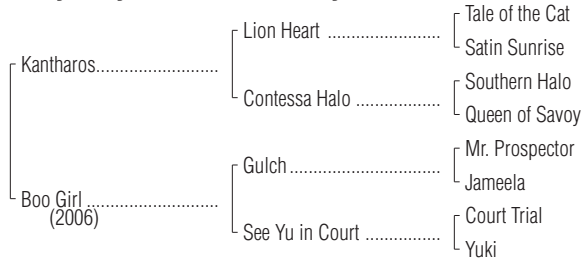 Tale of the Cat
Lion Heart ....................
Satin Sunrise
Kantharos............................
Southern Halo
Contessa Halo ..............
Queen of Savoy
Mr. Prospector
Gulch............................
Jameela
Boo Girl ..............................
(2006)
Court Trial
See Yu in Court ............
Yuki